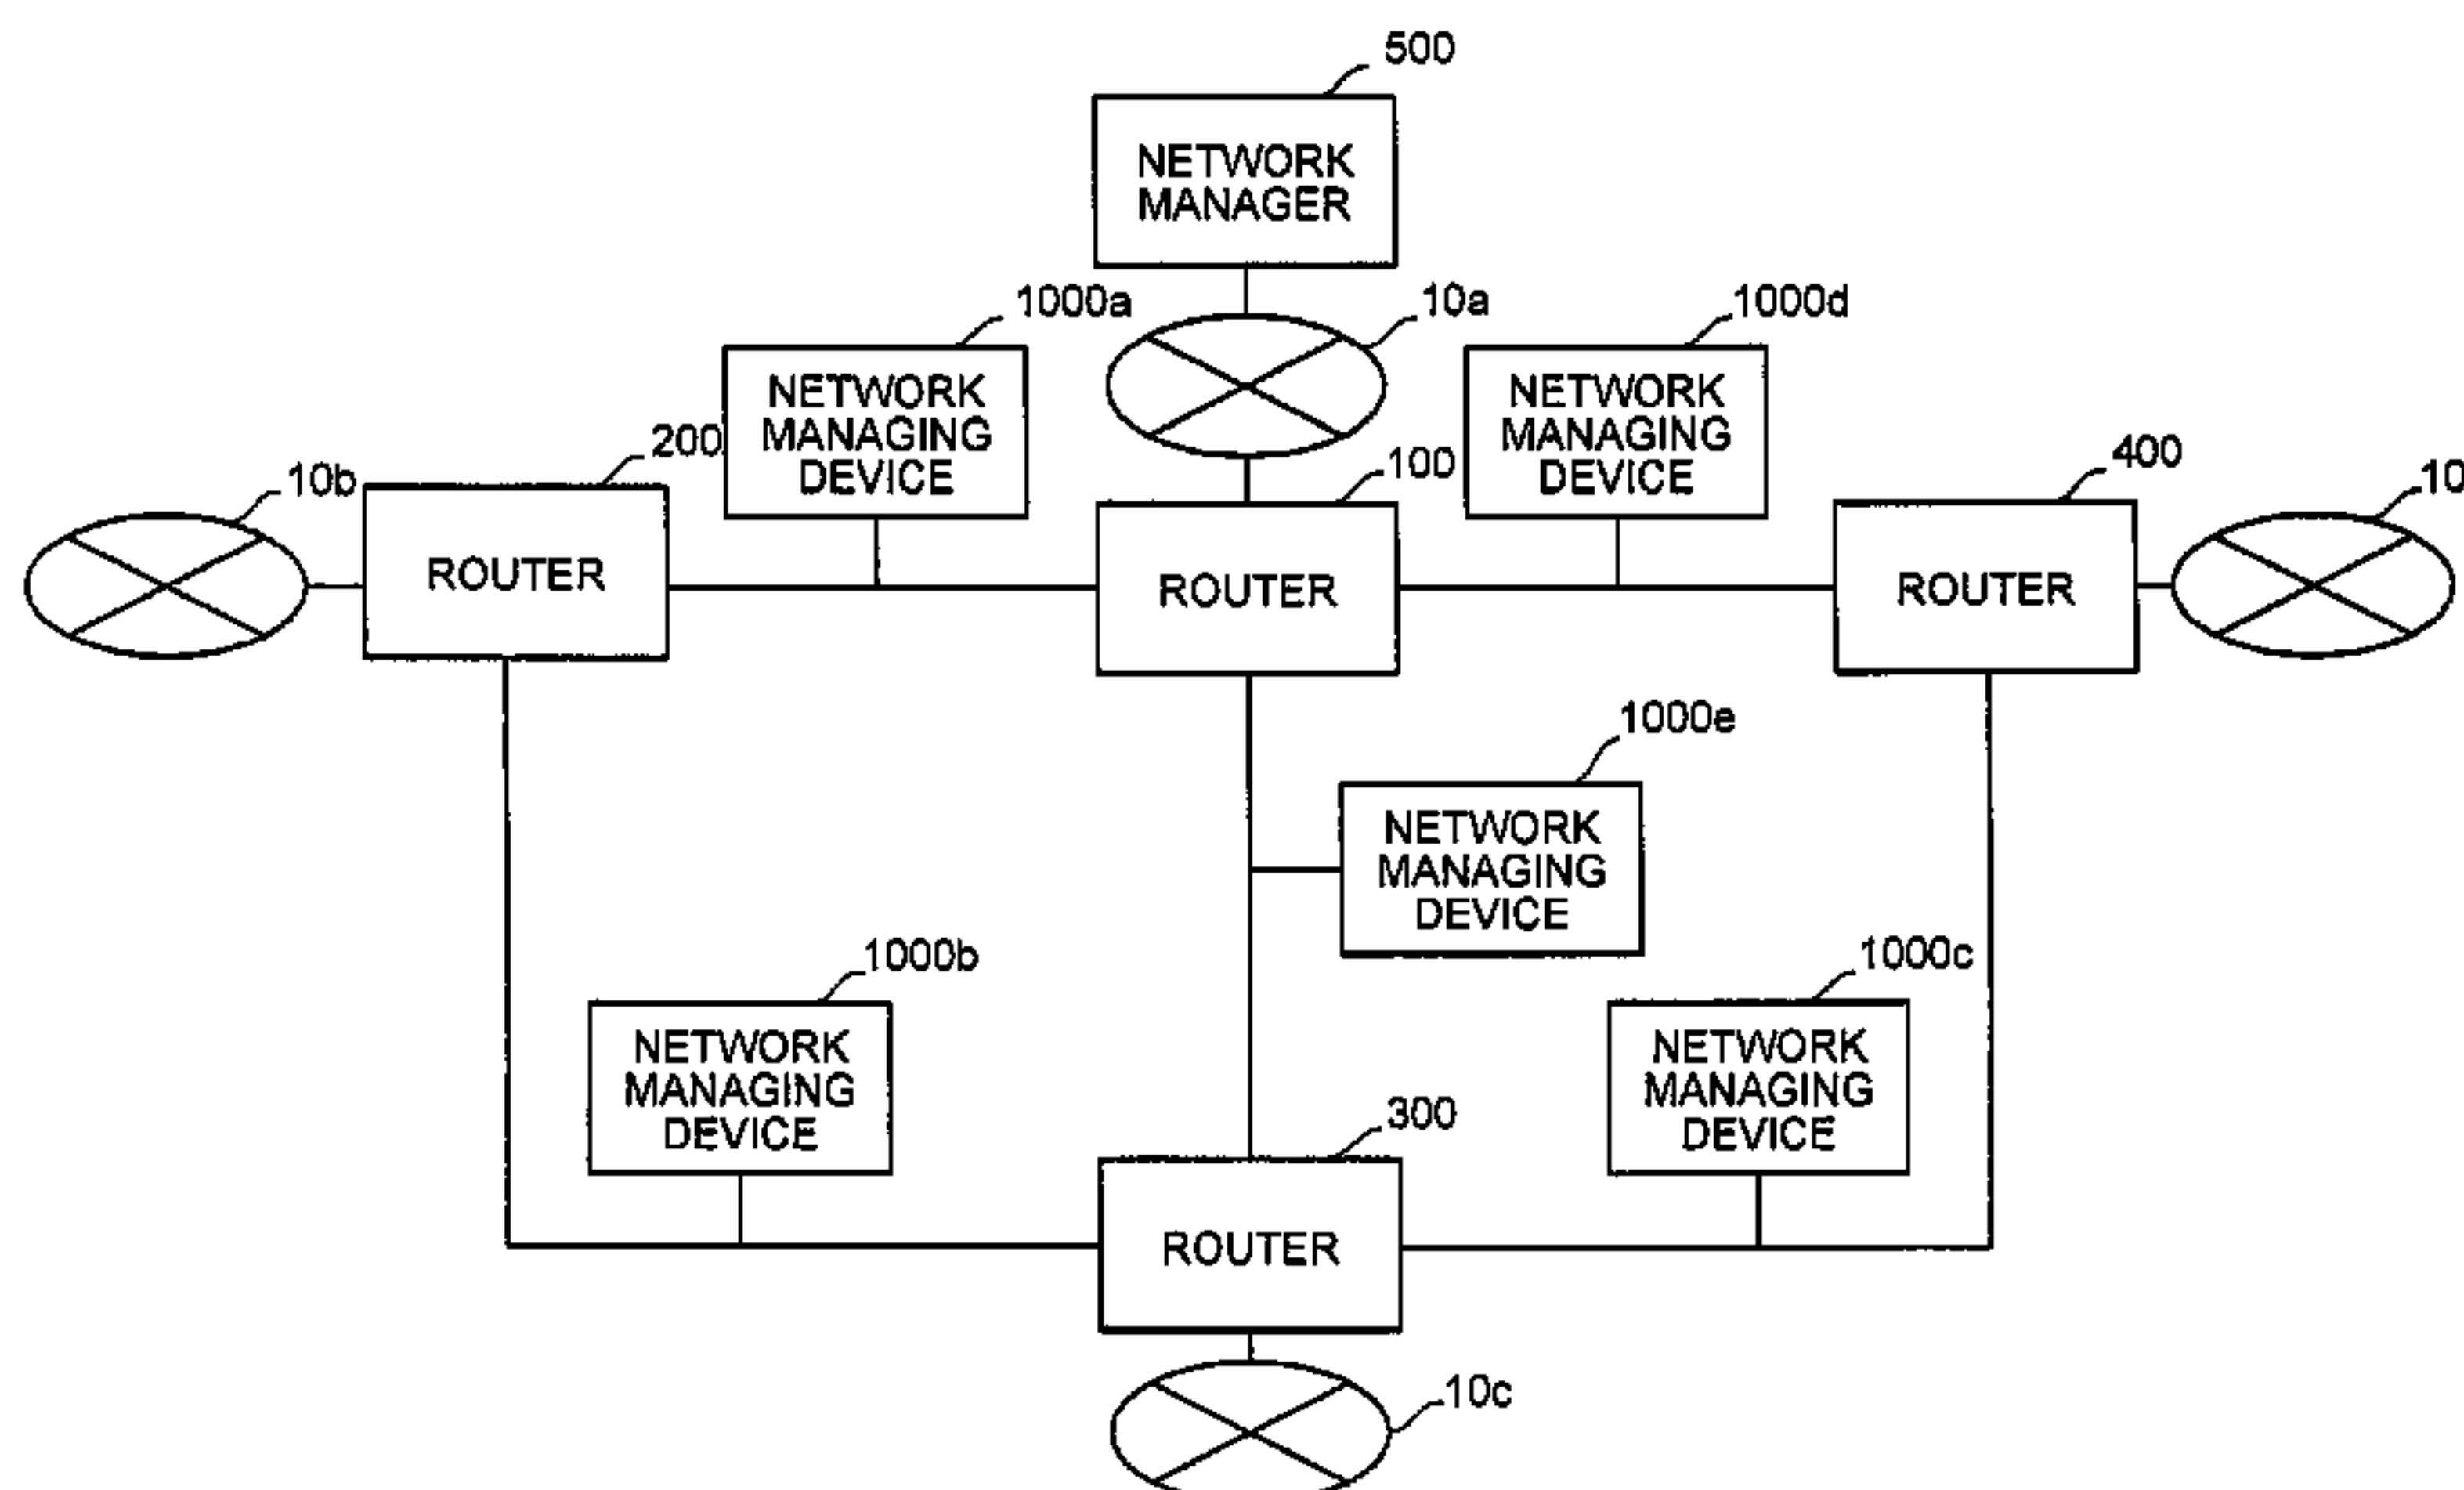 500
NETWORK
MANAGER
1000a
10a
1000d
NETWORK
MANAGING
DEVICE
NETWORK
MANAGING
DEVICE
200
10b
100
400
10
ROUTER
ROUTER
ROUTER
1000e
NETWORK
MANAGING
DEVICE
1000b
1000c
NETWORK
MANAGING
DEVICE
NETWORK
MANAGING
DEVICE
300
ROUTER
10c